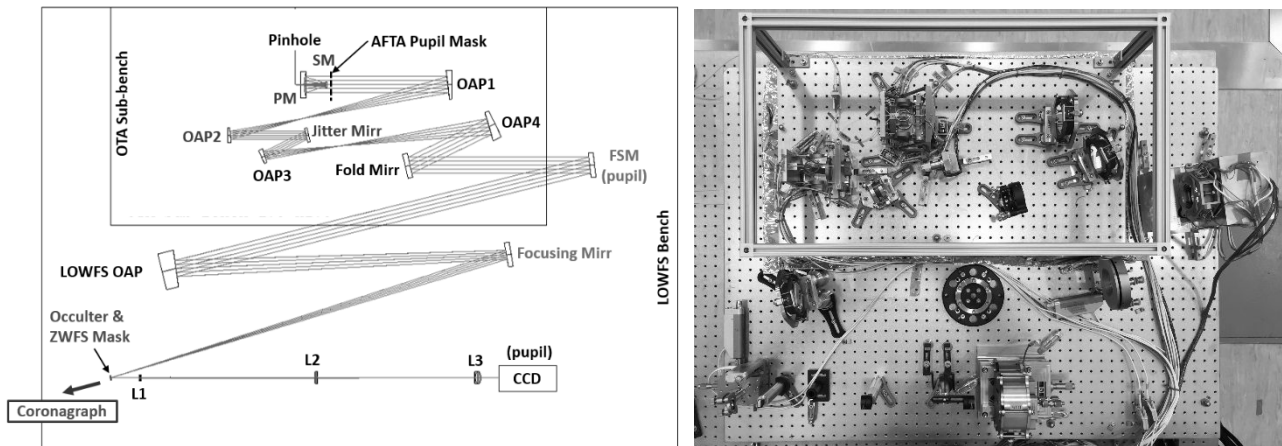 OTA Sub-bench
Pinhole
SM
AFTA Pupil Mask
PM
OAP1
OAP2
Jitter Mirr
OAP4
OAP3
Fold Mirr
FSM
(pupil)
LOWFS OAP
Focusing Mirr
LOWFS Bench
Occulter &
ZWFS Mask
L1
L2
L3
(pupil)
CCD
Coronagraph